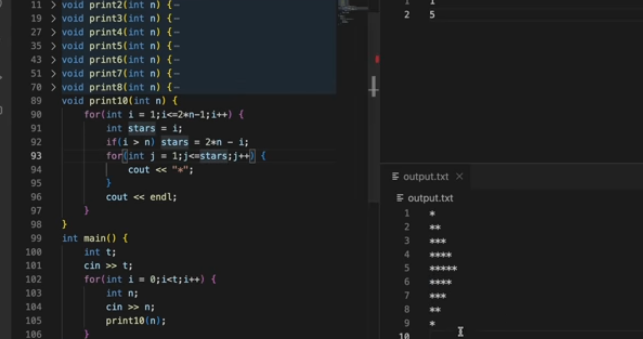 11 void print2(int n) {
19 void print3(int n) {
27 void print4(int n) {
35 void print5(int n) {
43 void print6(int n) {
51 void print7(int n) {
70 void print8(int n) {
89 void print10(int n) {
90 for(int i = 1;i<=2*n-1;i++) {
91 int stars = i;
92 if(i > n) stars = 2*n - i;
93 for(int j = 1;j<=stars;j++) {
94 cout << "*";
95 }
96 cout << endl;
97 }
98 }
99 int main() {
100 int t;
101 cin >> t;
102 for(int i = 0;i<t;i++) {
103 int n;
104 cin >> n;
105 print10(n);
106 }
1 1
2 5
output.txt
output.txt
1 *
2 **
3 ***
4 ****
5 *****
6 ****
7 ***
8 **
9 *
10